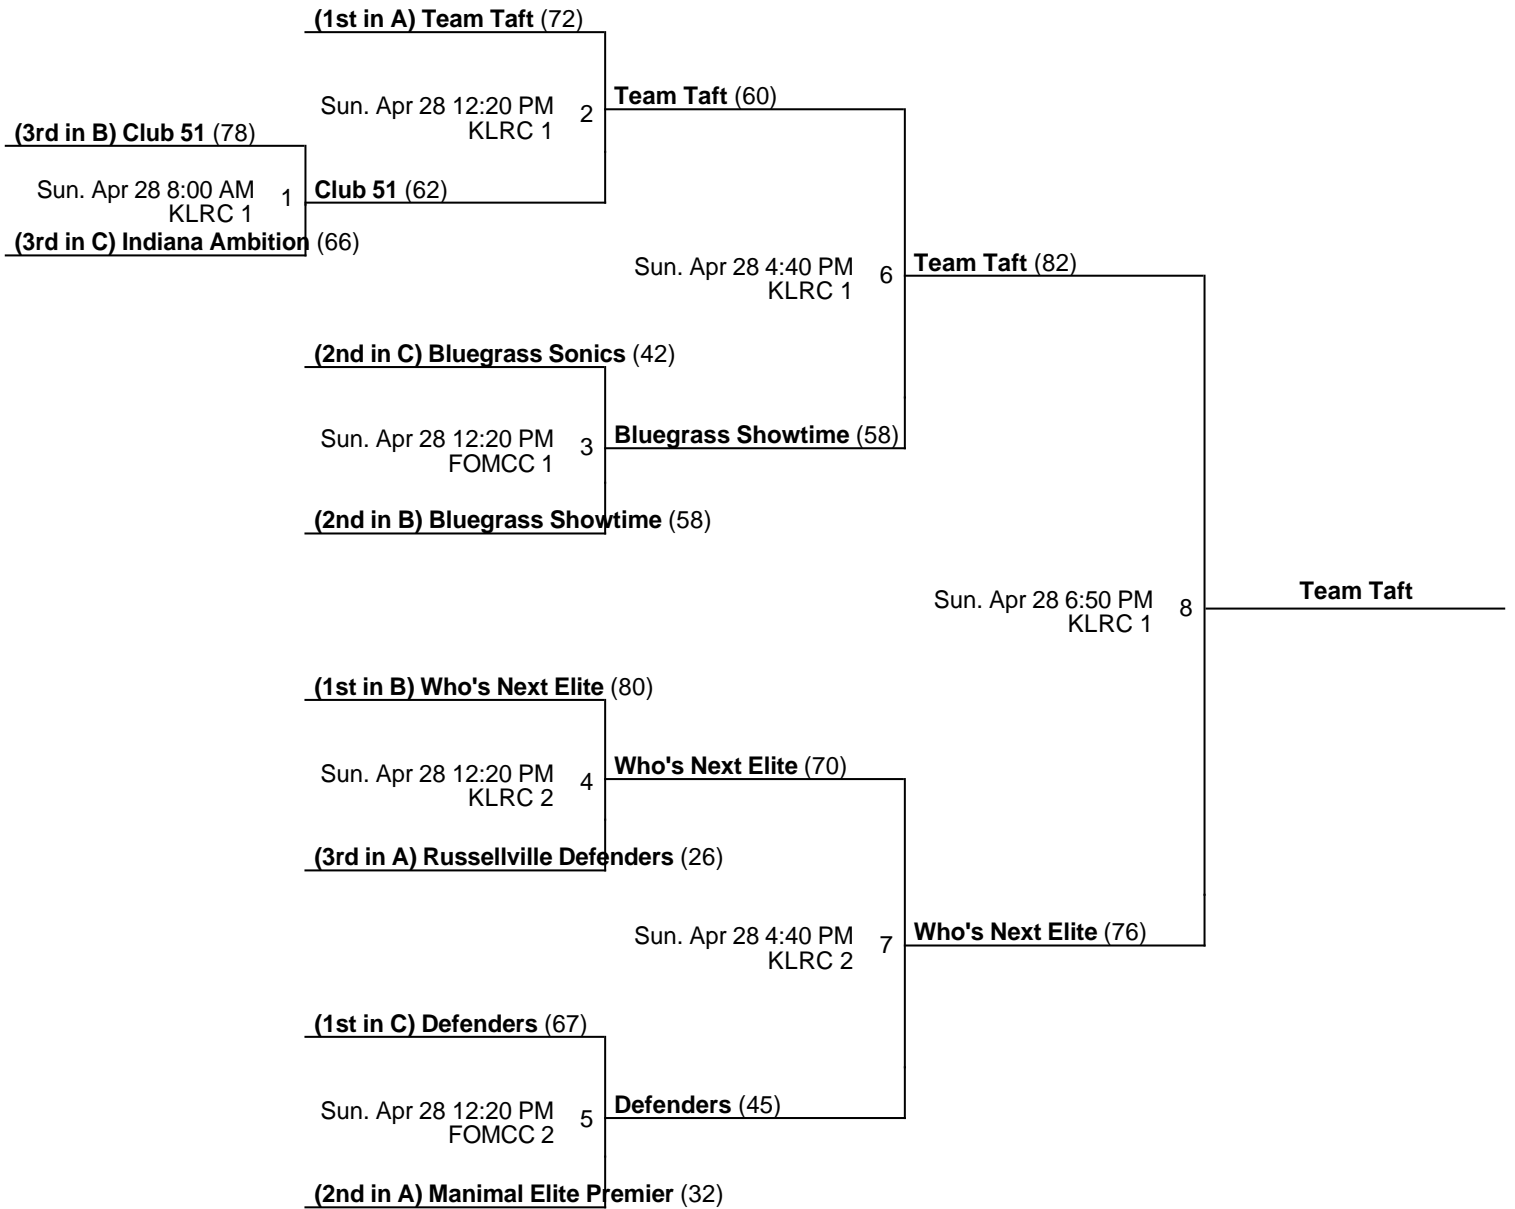 (1st in A) Team Taft (72)
Sun. Apr 28 12:20 PM
KLRC 1
2
Team Taft (60)
(3rd in B) Club 51 (78)
Sun. Apr 28 8:00 AM
KLRC 1
1
Club 51 (62)
(3rd in C) Indiana Ambition (66)
Sun. Apr 28 4:40 PM
KLRC 1
6
Team Taft (82)
(2nd in C) Bluegrass Sonics (42)
Sun. Apr 28 12:20 PM
FOMCC 1
3
Bluegrass Showtime (58)
(2nd in B) Bluegrass Showtime (58)
Sun. Apr 28 6:50 PM
KLRC 1
8
Team Taft
(1st in B) Who's Next Elite (80)
Sun. Apr 28 12:20 PM
KLRC 2
4
Who's Next Elite (70)
(3rd in A) Russellville Defenders (26)
Sun. Apr 28 4:40 PM
KLRC 2
7
Who's Next Elite (76)
(1st in C) Defenders (67)
Sun. Apr 28 12:20 PM
FOMCC 2
5
Defenders (45)
(2nd in A) Manimal Elite Premier (32)